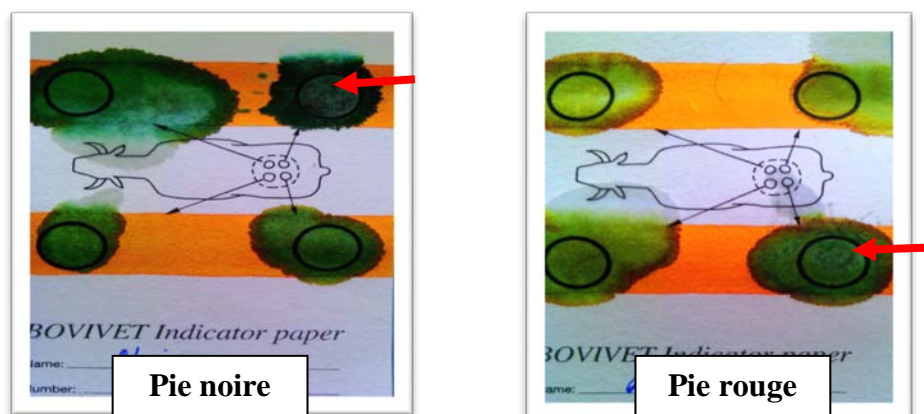 BOVIVET Indicator paper
Name:
Number:
Pie noire
BOVIVET Indicator paper
Name:
Pie rouge